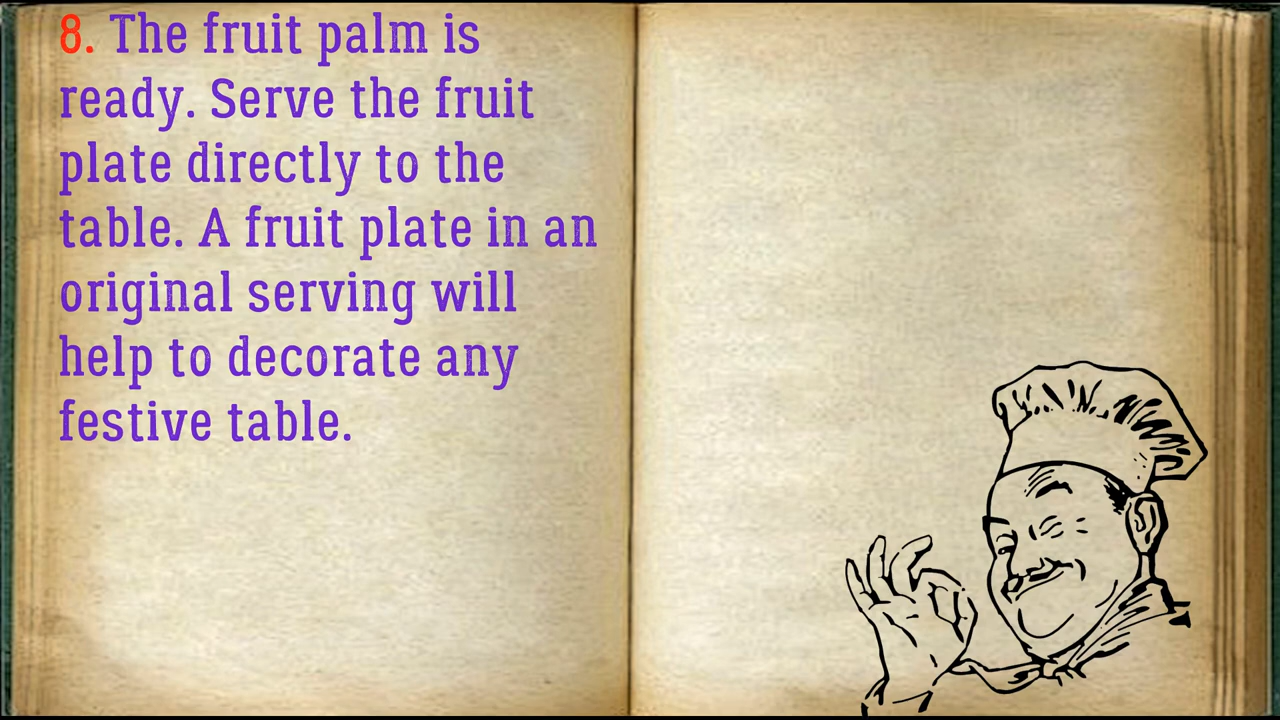 8. The fruit palm is
ready. Serve the fruit
plate directly to the
table. A fruit plate in an
original serving will
help to decorate any
festive table.